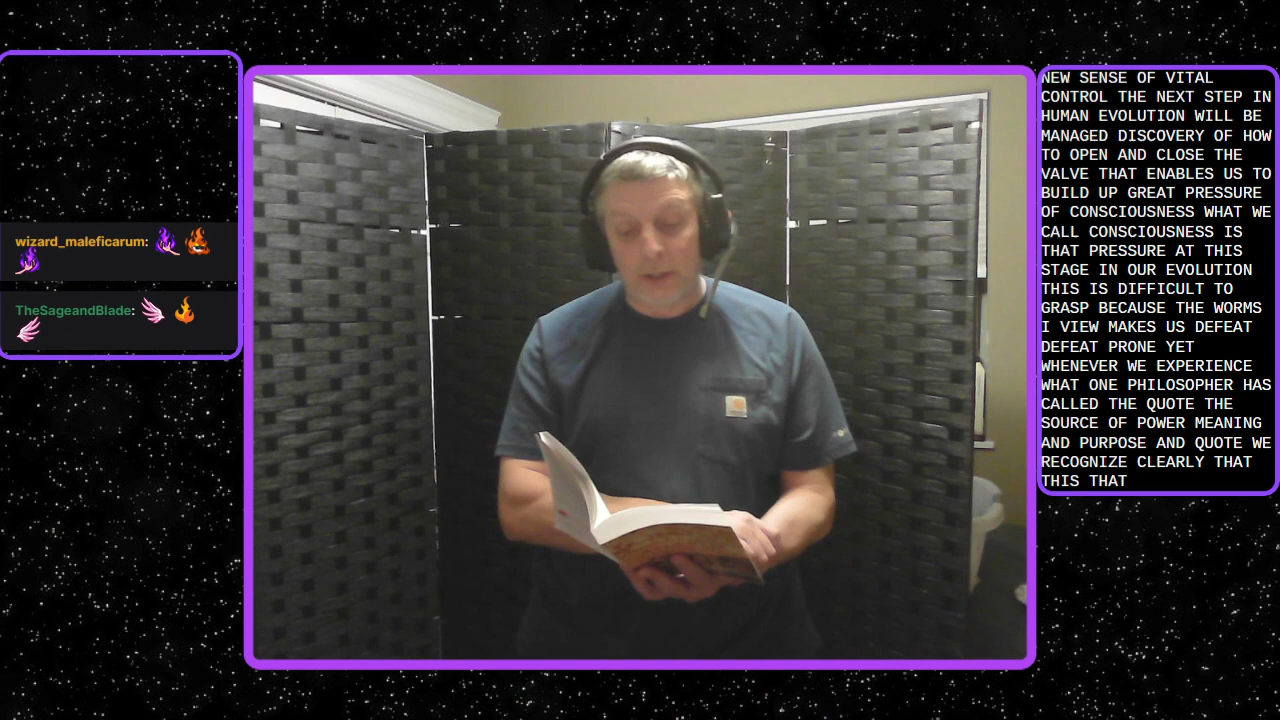 wizard_maleficarum:
TheSageandBlade:
NEW SENSE OF VITAL
CONTROL THE NEXT STEP IN
HUMAN EVOLUTION WILL BE
MANAGED DISCOVERY OF HOW
TO OPEN AND CLOSE THE
VALVE THAT ENABLES US TO
BUILD UP GREAT PRESSURE
OF CONSCIOUSNESS WHAT WE
CALL CONSCIOUSNESS IS
THAT PRESSURE AT THIS
STAGE IN OUR EVOLUTION
THIS IS DIFFICULT TO
GRASP BECAUSE THE WORMS
I VIEW MAKES US DEFEAT
DEFEAT PRONE YET
WHENEVER WE EXPERIENCE
WHAT ONE PHILOSOPHER HAS
CALLED THE QUOTE THE
SOURCE OF POWER MEANING
AND PURPOSE AND QUOTE WE
RECOGNIZE CLEARLY THAT
THIS THAT